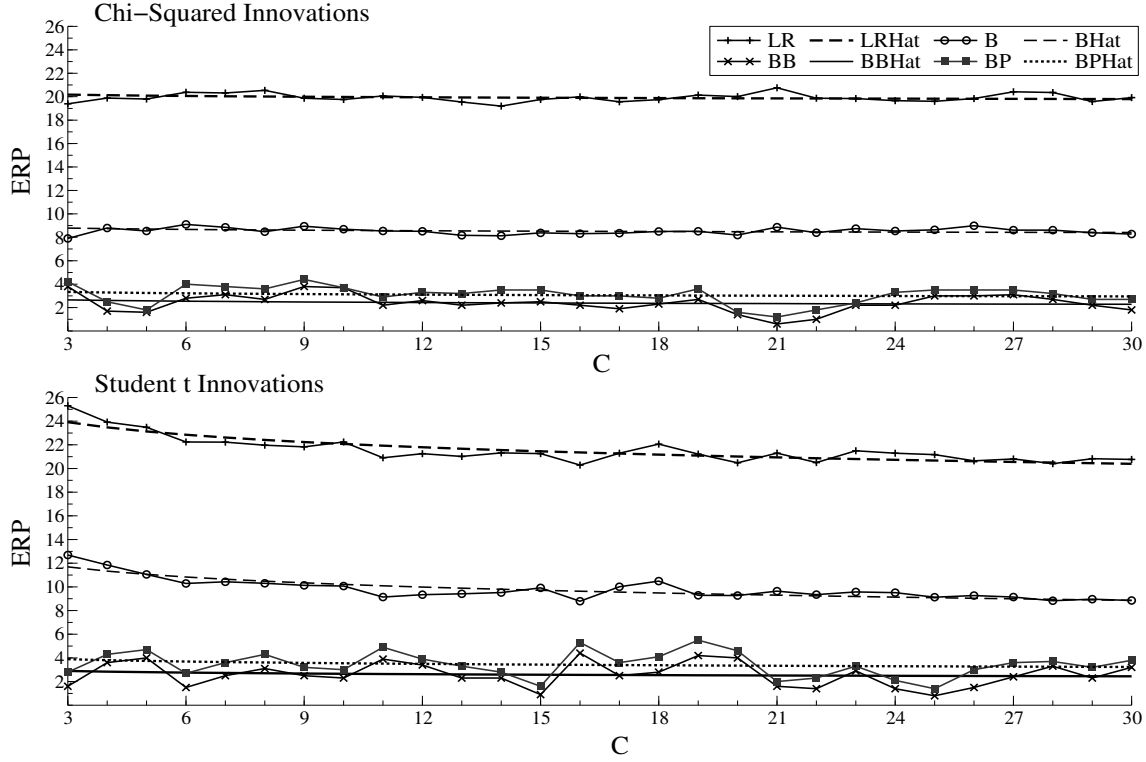 Chi−Squared Innovations
26
24
22
20
18
16
14
12
10
8
6
4
2
ERP
LR LRHat B BHat
BB BBHat BP BPHat
3 6 9 12 15 18 21 24 27 30
C
Student t Innovations
26
24
22
20
18
16
14
12
10
8
6
4
2
ERP
3 6 9 12 15 18 21 24 27 30
C